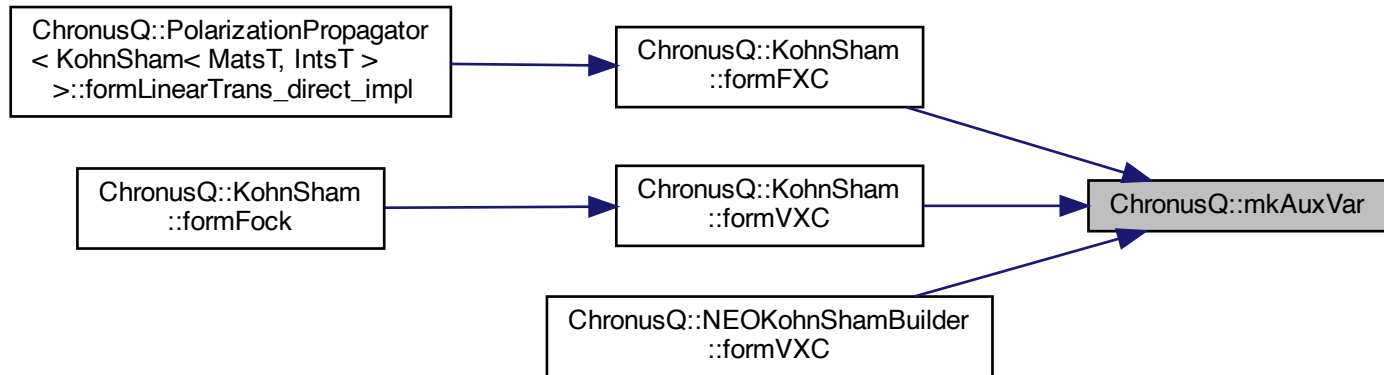 ChronusQ::PolarizationPropagator
< KohnSham< MatsT, IntsT >
>::formLinearTrans_direct_impl
ChronusQ::KohnSham
::formFXC
ChronusQ::KohnSham
::formFock
ChronusQ::KohnSham
::formVXC
ChronusQ::mkAuxVar
ChronusQ::NEOKohnShamBuilder
::formVXC